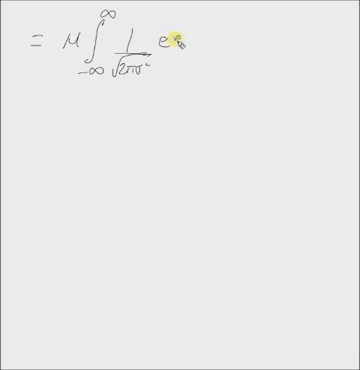 = μ ∫_{-∞}^{∞} 1/√(2πσ²) e